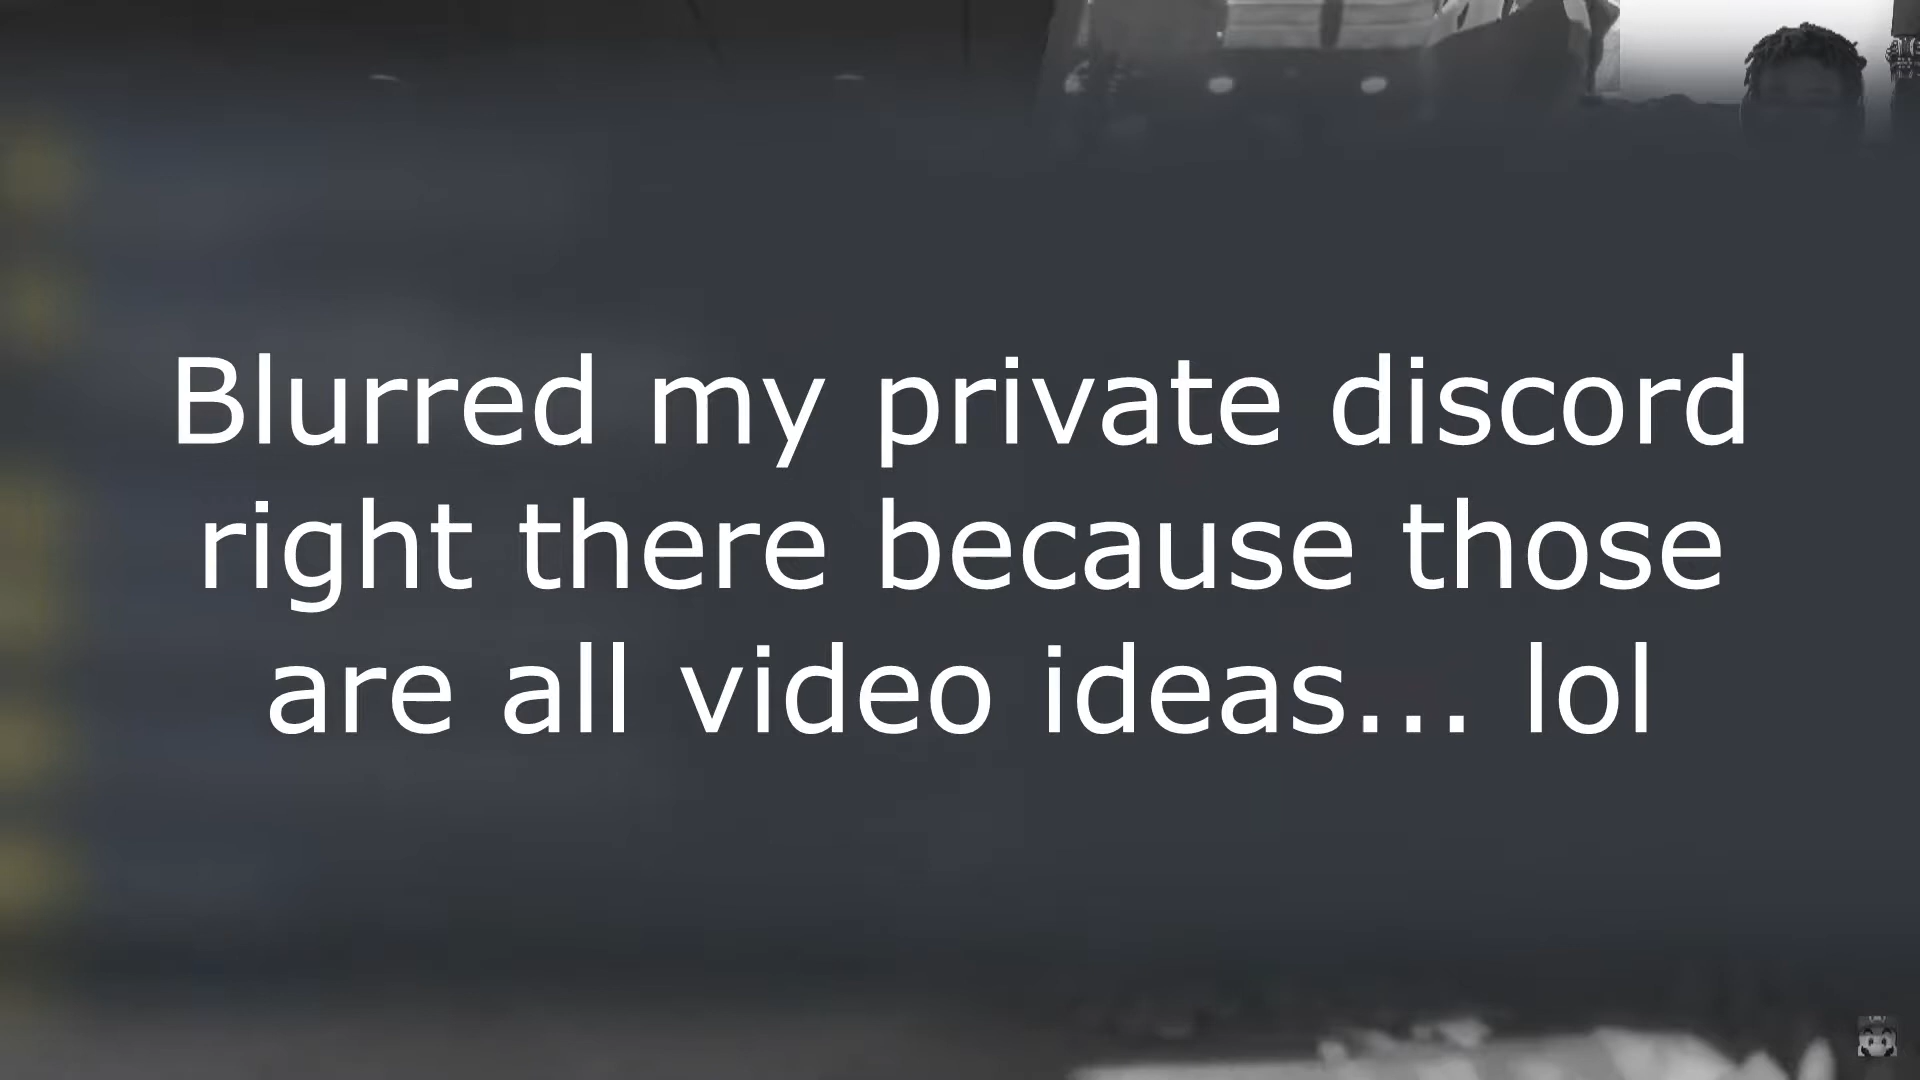 Blurred my private discord
right there because those
are all video ideas... lol